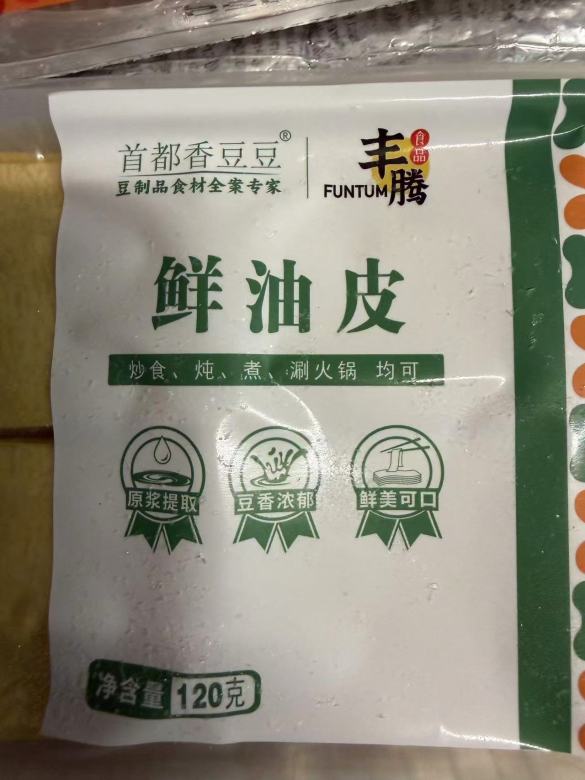 首都香豆豆®
豆制品食材全案专家
丰腾
食品
FUNTUM
鲜油皮
炒食、炖、煮、涮火锅 均可
原浆提取
豆香浓郁
鲜美可口
净含量 120克